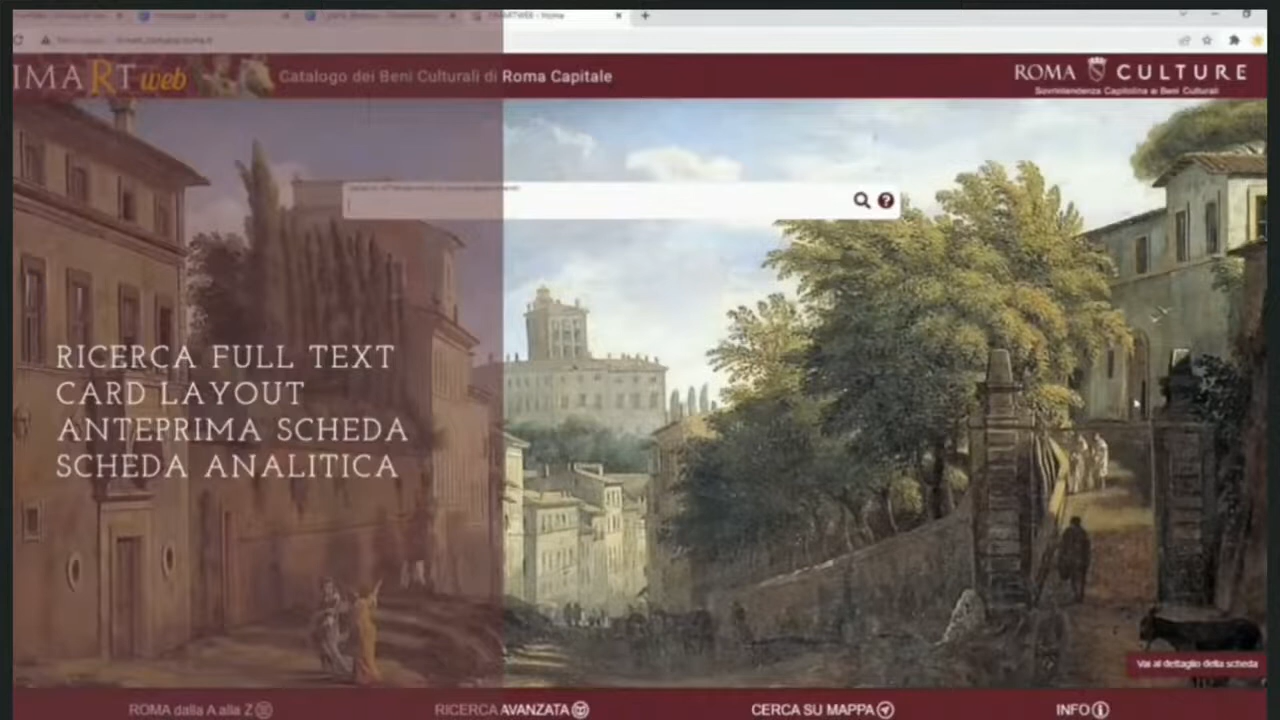 IMARTweb
Catalogo dei Beni Culturali di Roma Capitale
ROMA CULTURE
Sovrintendenza Capitolina ai Beni Culturali
RICERCA FULL TEXT
CARD LAYOUT
ANTEPRIMA SCHEDA
SCHEDA ANALITICA
Vai al dettaglio della scheda
ROMA dalla A alla Z
RICERCA AVANZATA
CERCA SU MAPPA
INFO